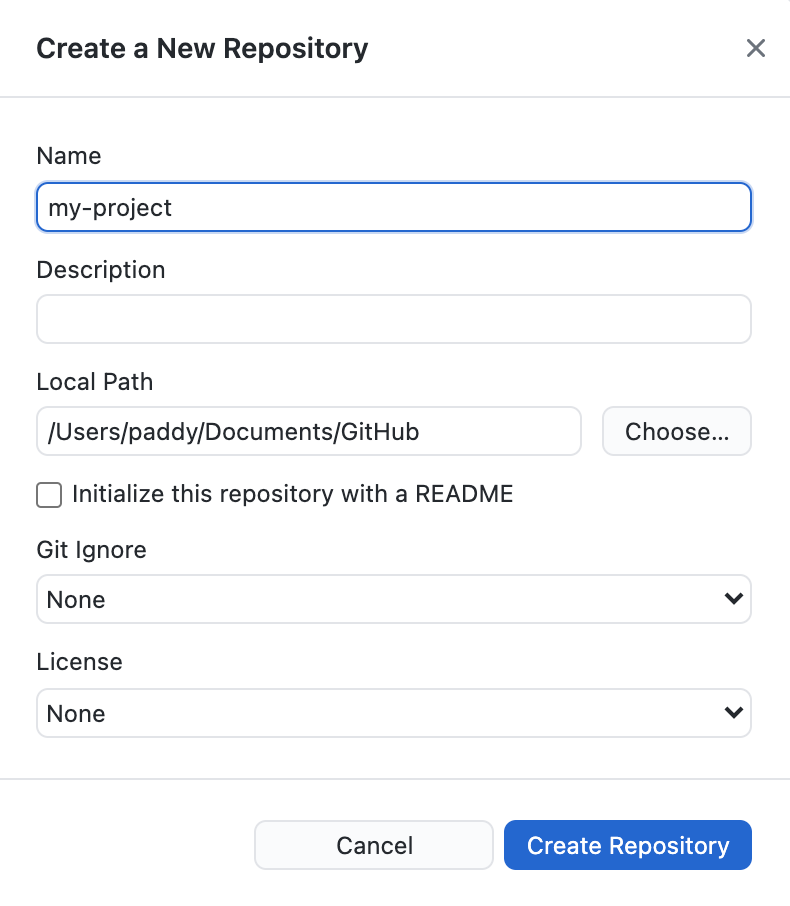 Create a New Repository
Name
my-project
Description
Local Path
/Users/paddy/Documents/GitHub
Choose...
Initialize this repository with a README
Git Ignore
None
License
None
Cancel
Create Repository